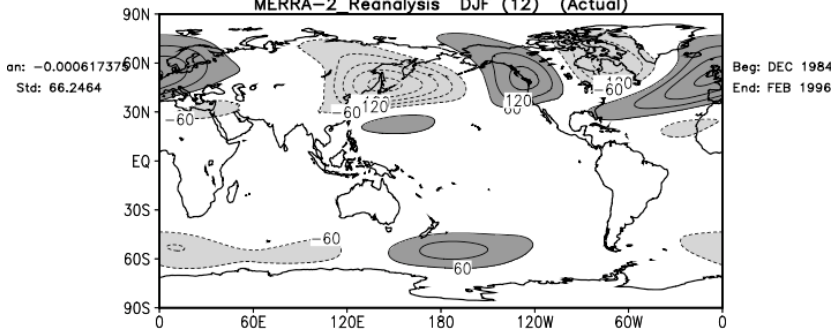 MERRA-2_Reanalysis DJF (12) (Actual)
90N
an: -0.000617375
Std: 66.2464
Beg: DEC 1984
End: FEB 1996
60N
30N
EQ
30S
60S
90S
-60
-60
120
120
-60
-60
60
0
60E
120E
180
120W
60W
0